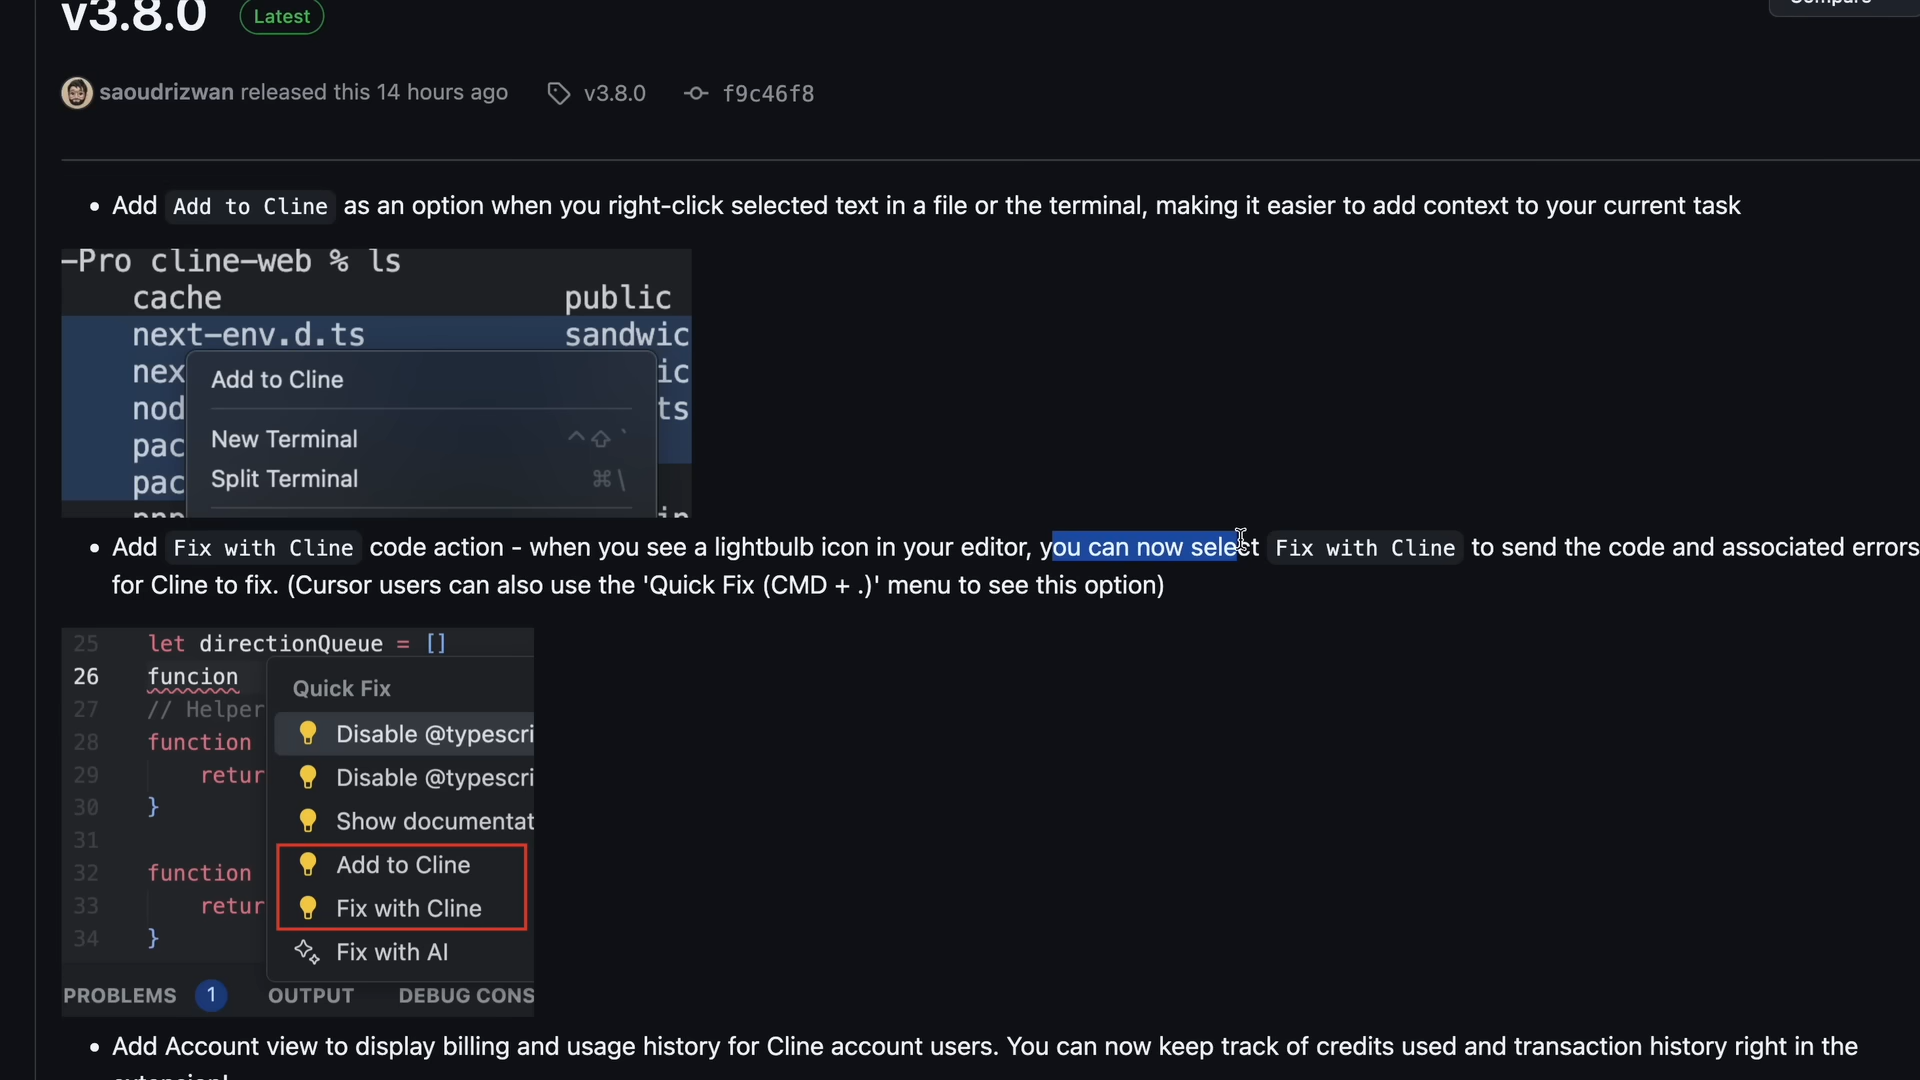 v3.8.0 Latest
saoudrizwan released this 14 hours ago v3.8.0 f9c46f8
Add Add to Cline as an option when you right-click selected text in a file or the terminal, making it easier to add context to your current task
-Pro cline-web % ls
cache public
next-env.d.ts sandwic
nex ic
Add to Cline
nod ts
New Terminal ^⇧`
pac
Split Terminal ⌘\
pac
Add Fix with Cline code action - when you see a lightbulb icon in your editor, you can now select Fix with Cline to send the code and associated errors
for Cline to fix. (Cursor users can also use the 'Quick Fix (CMD + .)' menu to see this option)
25 let directionQueue = []
26 funcion
Quick Fix
27 // Helper
Disable @typescri
28 function
29 retur
Disable @typescri
30 }
Show documentat
31
Add to Cline
32 function
33 retur
Fix with Cline
34 }
Fix with AI
PROBLEMS 1 OUTPUT DEBUG CONS
Add Account view to display billing and usage history for Cline account users. You can now keep track of credits used and transaction history right in the